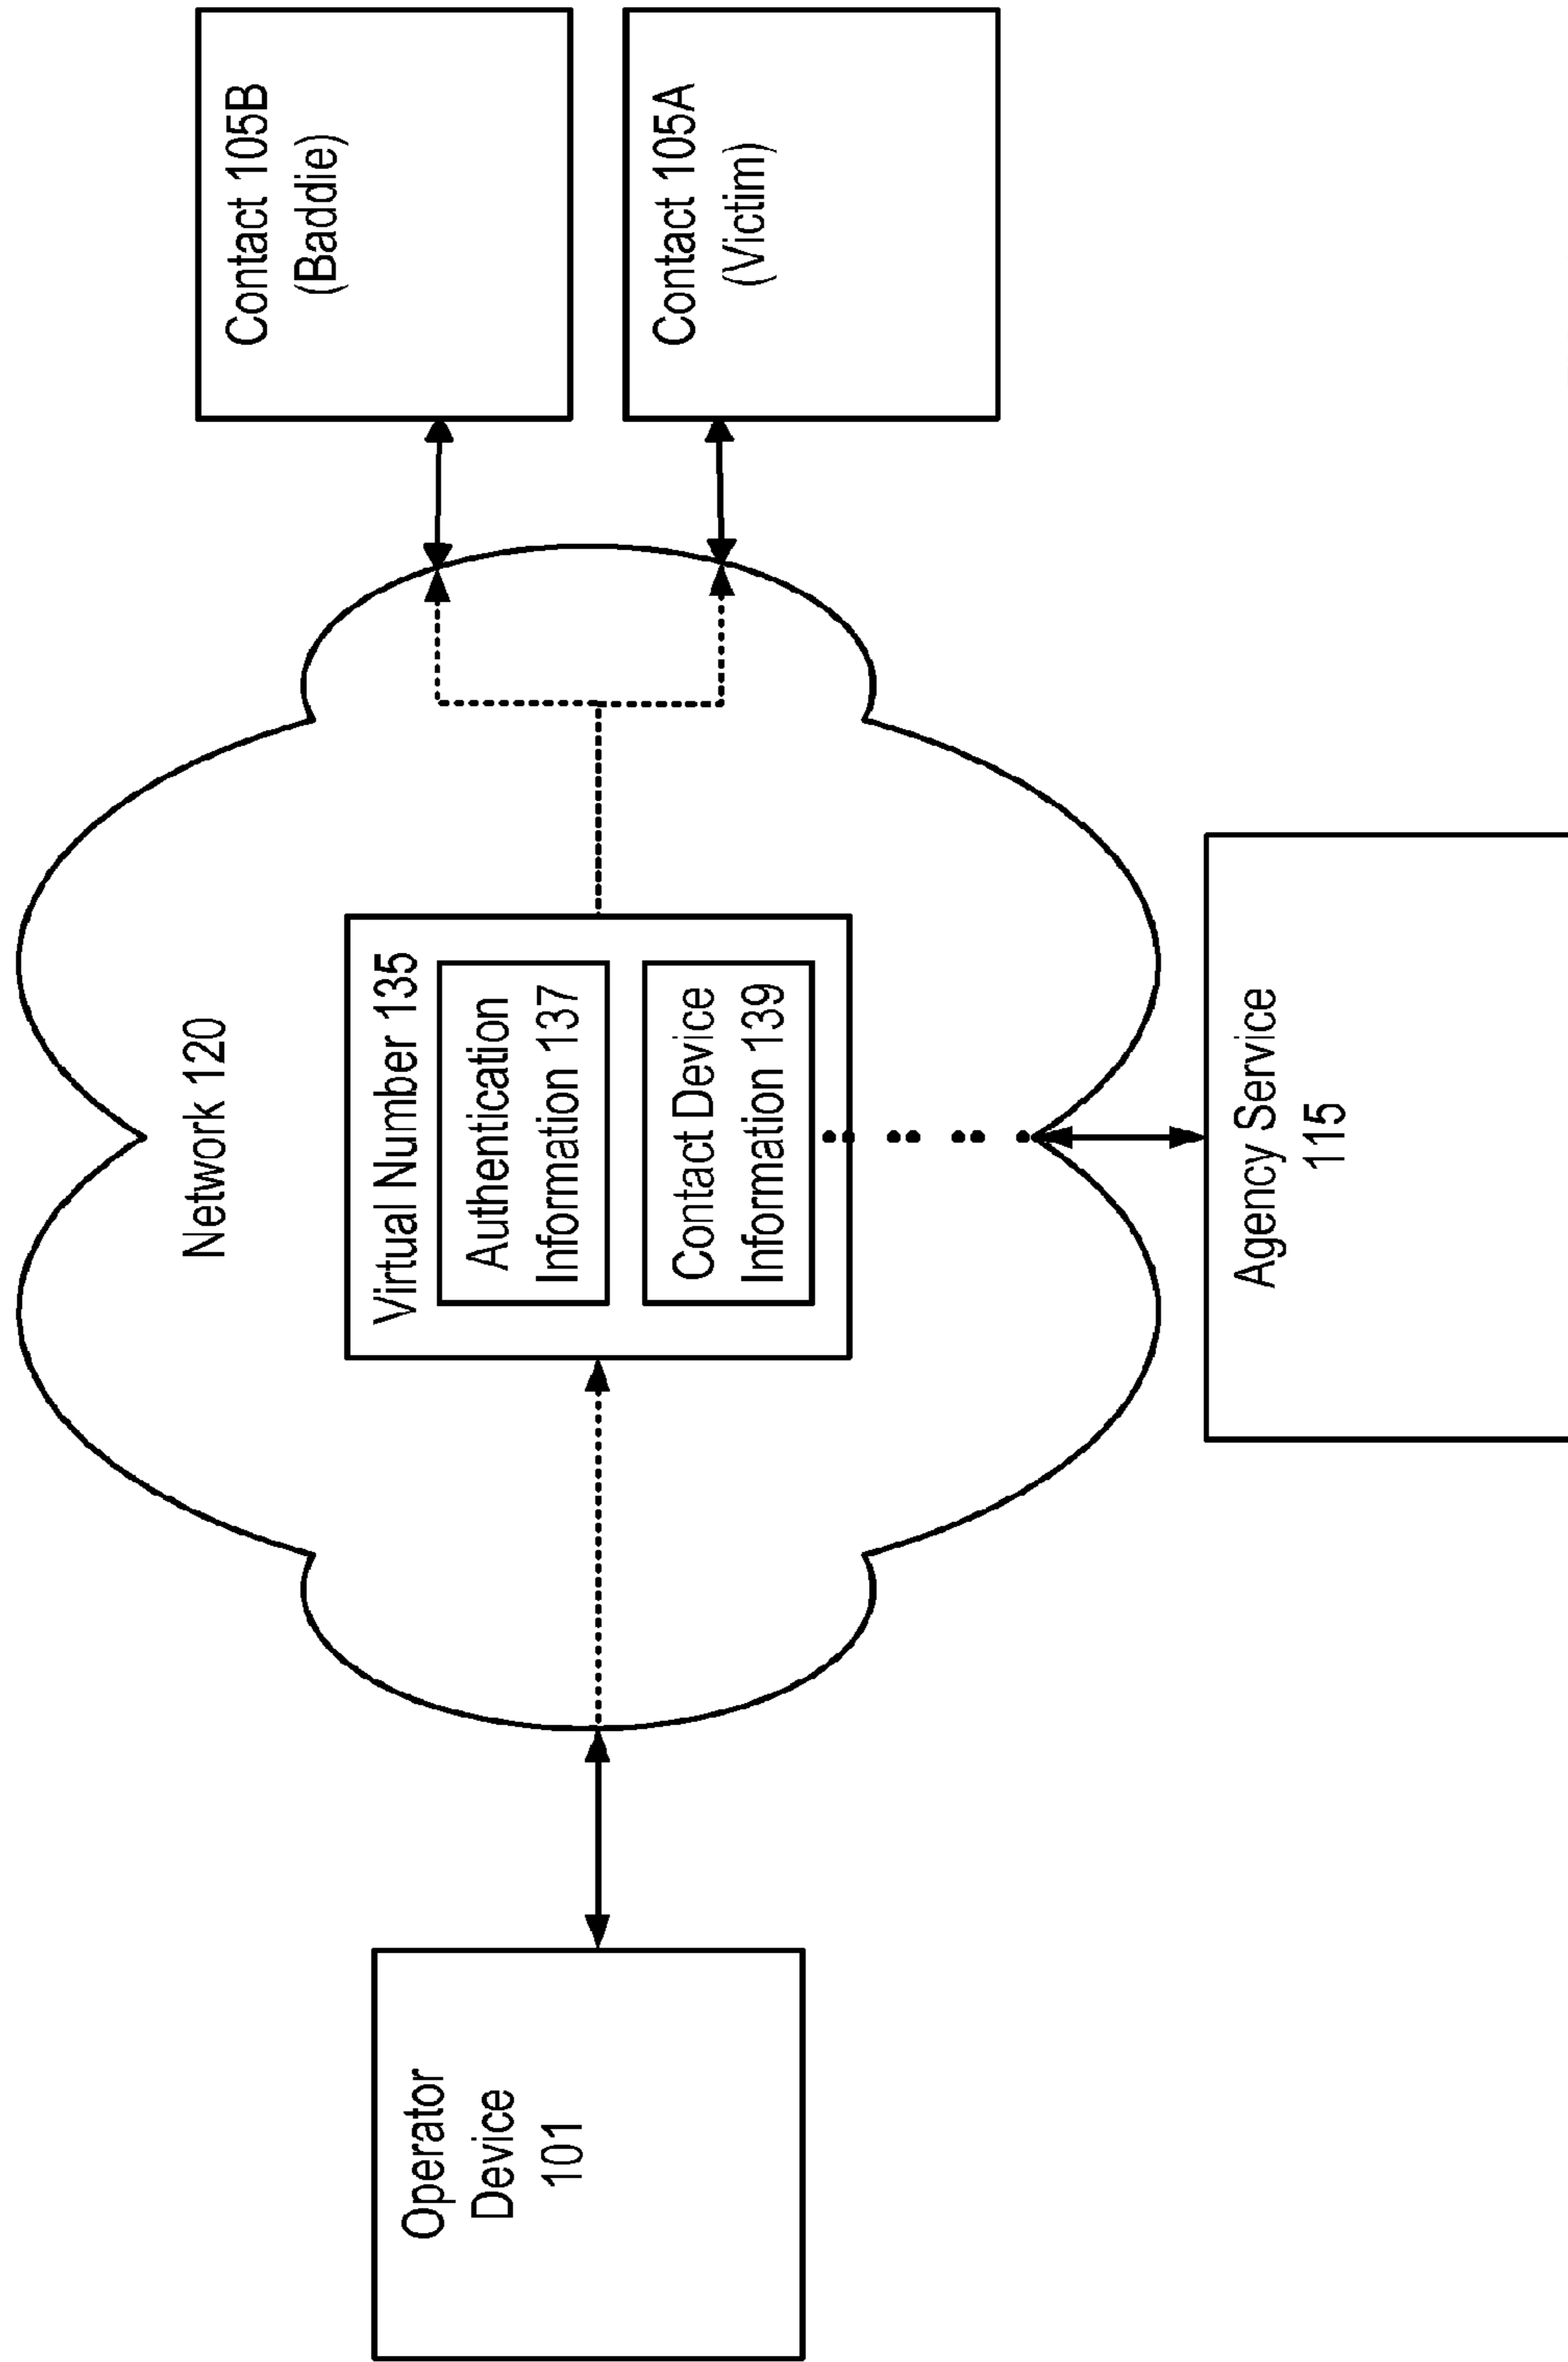 Network 120
Virtual Number 135
Authentication
Information 137
Contact Device
Information 139
Operator
Device
101
Contact 105B
(Baddie)
Contact 105A
(Victim)
Agency Service
115